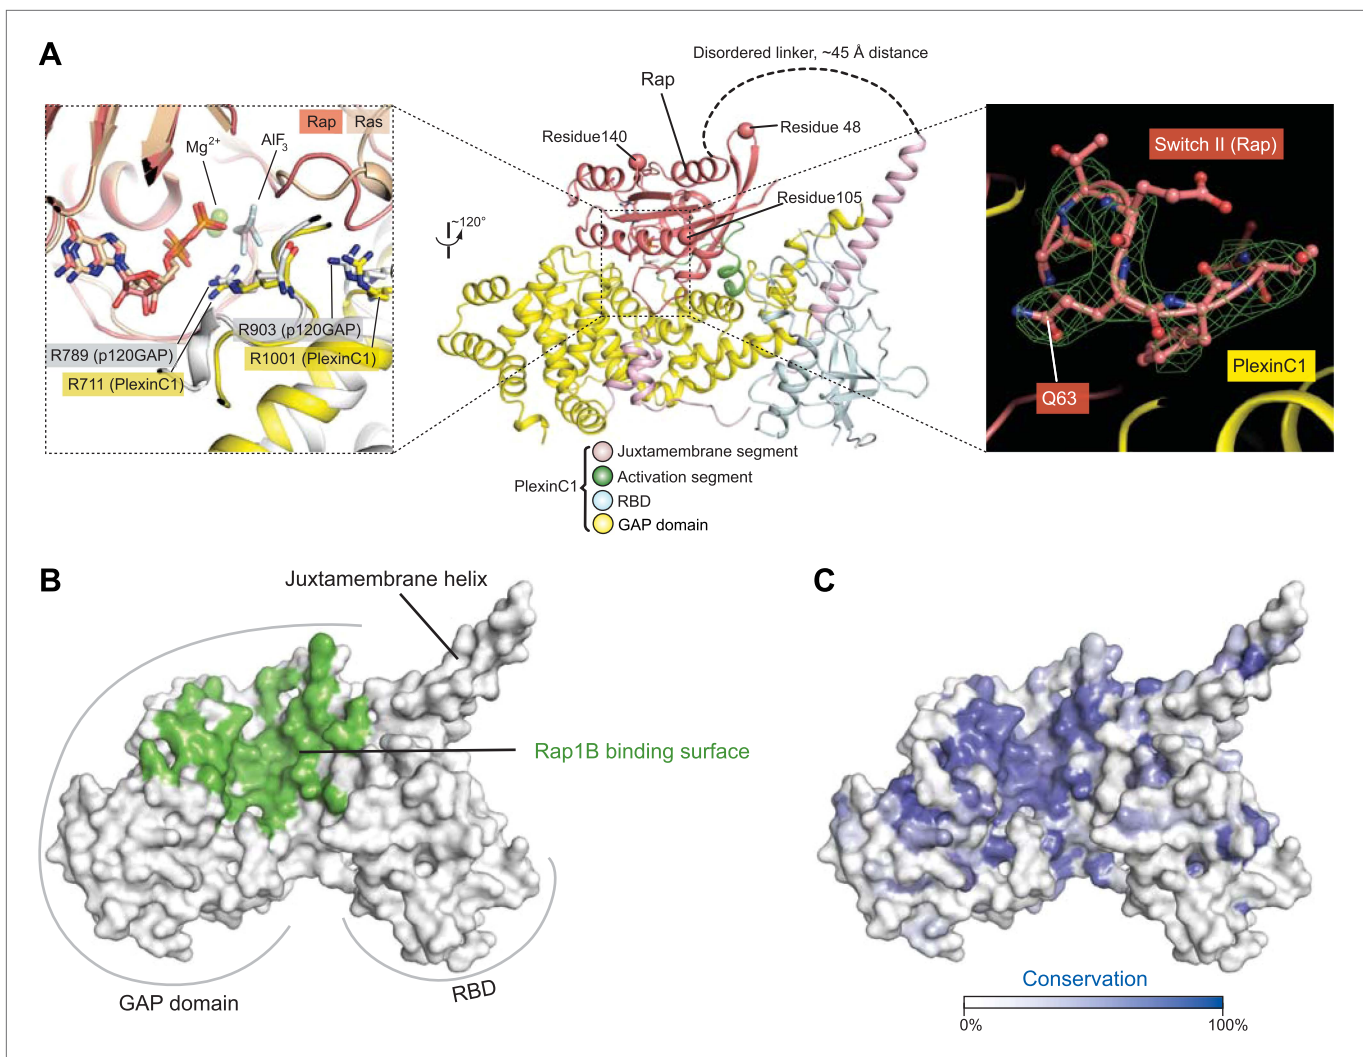 A
Disordered linker, ~45 Å distance
Rap
Rap Ras
Mg2+
AlF3
Residue140
Residue 48
Switch II (Rap)
Residue105
~120°
R903 (p120GAP)
R789 (p120GAP)
R1001 (PlexinC1)
R711 (PlexinC1)
PlexinC1
Q63
Juxtamembrane segment
Activation segment
PlexinC1
RBD
GAP domain
B
Juxtamembrane helix
Rap1B binding surface
GAP domain
RBD
C
Conservation
0%
100%